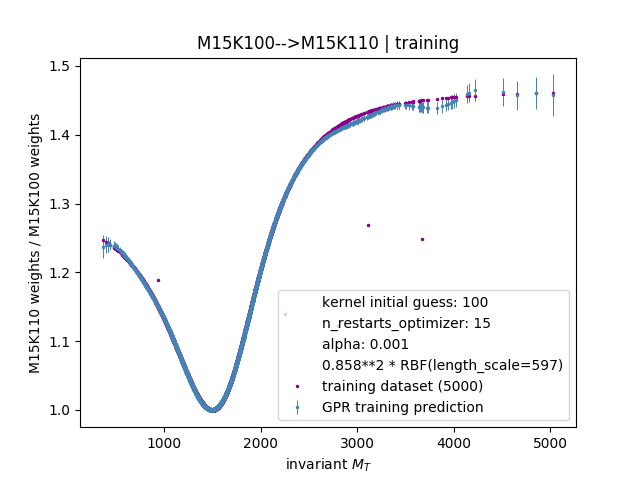 M15K100-->M15K110 | training
M15K110 weights / M15K100 weights
1.5
1.4
1.3
1.2
1.1
1.0
kernel initial guess: 100
n_restarts_optimizer: 15
alpha: 0.001
0.858**2 * RBF(length_scale=597)
training dataset (5000)
GPR training prediction
1000 2000 3000 4000 5000
invariant M_T